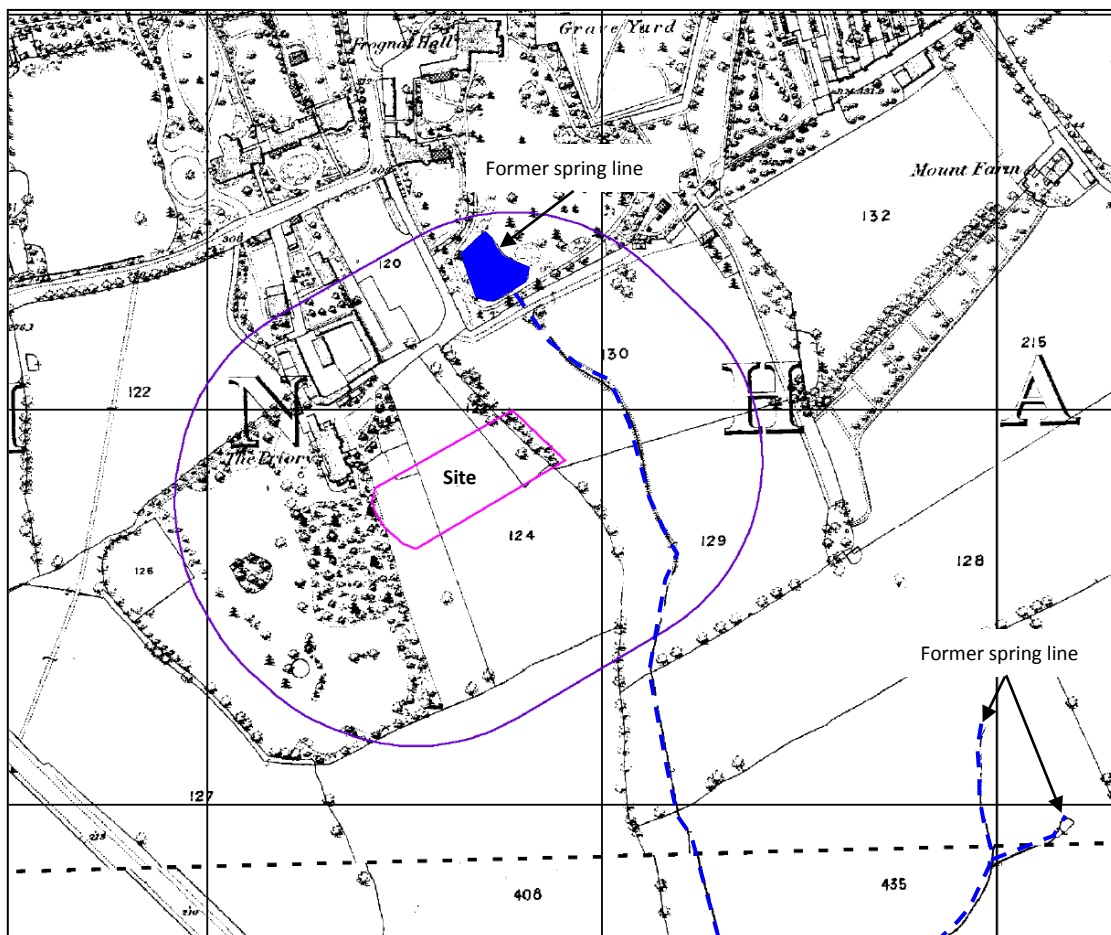 Frognal Hall
Grave Yard
Former spring line
Mount Farm
132
120
130
215
122
N
H
A
The Priory
Site
124
129
128
126
Former spring line
127
408
435